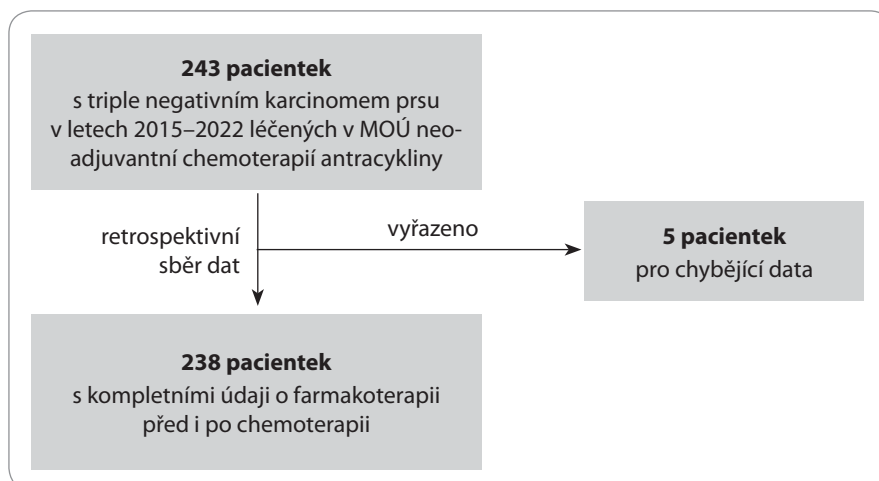 243 pacientek
s triple negativním karcinomem prsu
v letech 2015–2022 léčených v MOÚ neo-
adjuvantní chemoterapií antracykliny
retrospektivní
sběr dat
vyřazeno
5 pacientek
pro chybějící data
238 pacientek
s kompletními údaji o farmakoterapii
před i po chemoterapii